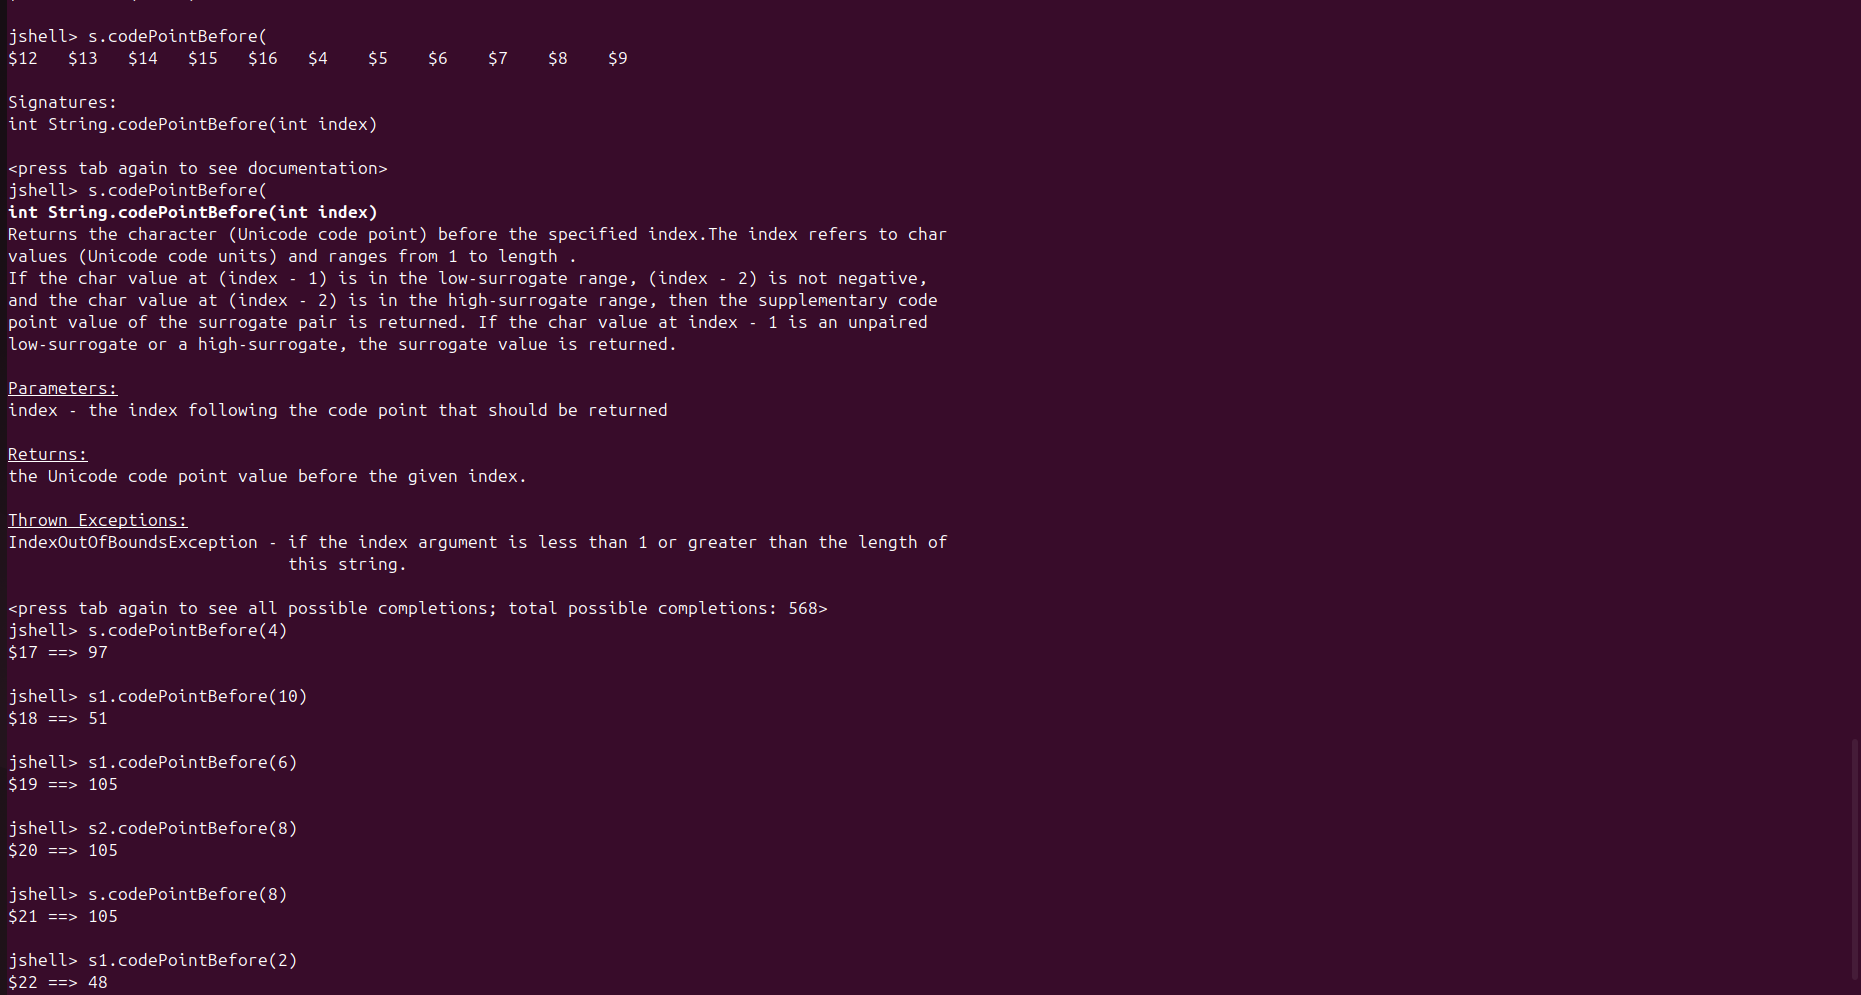 jshell> s.codePointBefore(
$12   $13   $14   $15   $16   $4    $5    $6    $7    $8    $9
Signatures:
int String.codePointBefore(int index)
<press tab again to see documentation>
jshell> s.codePointBefore(
int String.codePointBefore(int index)
Returns the character (Unicode code point) before the specified index.The index refers to char
values (Unicode code units) and ranges from 1 to length .
If the char value at (index - 1) is in the low-surrogate range, (index - 2) is not negative,
and the char value at (index - 2) is in the high-surrogate range, then the supplementary code
point value of the surrogate pair is returned. If the char value at index - 1 is an unpaired
low-surrogate or a high-surrogate, the surrogate value is returned.
Parameters:
index - the index following the code point that should be returned
Returns:
the Unicode code point value before the given index.
Thrown Exceptions:
IndexOutOfBoundsException - if the index argument is less than 1 or greater than the length of
this string.
<press tab again to see all possible completions; total possible completions: 568>
jshell> s.codePointBefore(4)
$17 ==> 97
jshell> s1.codePointBefore(10)
$18 ==> 51
jshell> s1.codePointBefore(6)
$19 ==> 105
jshell> s2.codePointBefore(8)
$20 ==> 105
jshell> s.codePointBefore(8)
$21 ==> 105
jshell> s1.codePointBefore(2)
$22 ==> 48